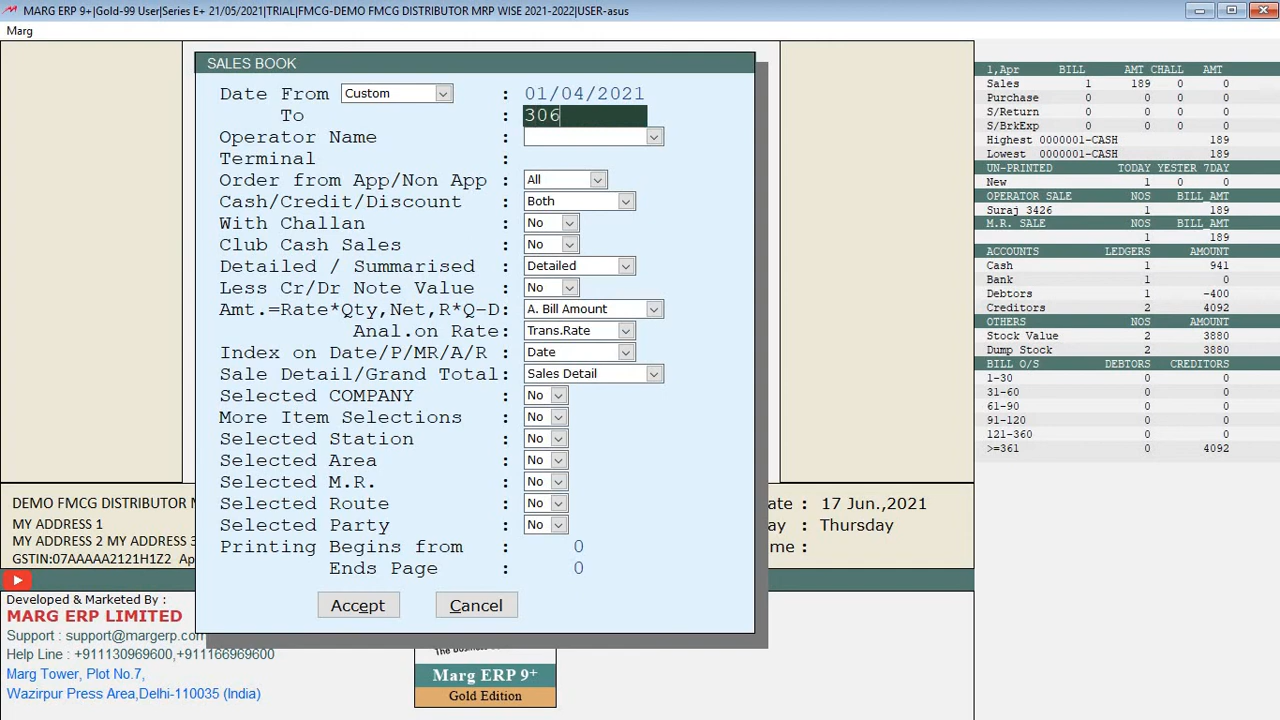 MARG ERP 9+|Gold-99 User|Series E+ 21/05/2021|TRIAL|FMCG-DEMO FMCG DISTRIBUTOR MRP WISE 2021-2022|USER-asus
Marg
SALES BOOK
Date From Custom : 01/04/2021
To : 306
Operator Name :
Terminal :
Order from App/Non App : All
Cash/Credit/Discount : Both
With Challan : No
Club Cash Sales : No
Detailed / Summarised : Detailed
Less Cr/Dr Note Value : No
Amt.=Rate*Qty,Net,R*Q-D: A. Bill Amount
Anal.on Rate: Trans.Rate
Index on Date/P/MR/A/R : Date
Sale Detail/Grand Total: Sales Detail
Selected COMPANY : No
More Item Selections : No
Selected Station : No
Selected Area : No
Selected M.R. : No
Selected Route : No
Selected Party : No
Printing Begins from : 0
Ends Page : 0
Accept Cancel
1,Apr BILL AMT CHALL AMT
Sales 1 189 0 0
Purchase 0 0 0 0
S/Return 0 0 0 0
S/BrkExp 0 0 0 0
Highest 0000001-CASH 189
Lowest 0000001-CASH 189
UN-PRINTED TODAY YESTER 7DAY
New 1 0 0
OPERATOR SALE NOS BILL_AMT
Suraj 3426 1 189
M.R. SALE NOS BILL_AMT
1 189
ACCOUNTS LEDGERS AMOUNT
Cash 1 941
Bank 1 0
Debtors 1 -400
Creditors 2 4092
OTHERS NOS AMOUNT
Stock Value 2 3880
Dump Stock 2 3880
BILL O/S DEBTORS CREDITORS
1-30 0 0
31-60 0 0
61-90 0 0
91-120 0 0
121-360 0 0
>=361 0 4092
DEMO FMCG DISTRIBUTOR
MY ADDRESS 1
MY ADDRESS 2 MY ADDRESS 3
GSTIN:07AAAAA2121H1Z2
ate : 17 Jun.,2021
ay : Thursday
me :
Developed & Marketed By :
MARG ERP LIMITED
Support : support@margerp.com
Help Line : +911130969600,+911166969600
Marg Tower, Plot No.7,
Wazirpur Press Area,Delhi-110035 (India)
Marg ERP 9+
Gold Edition